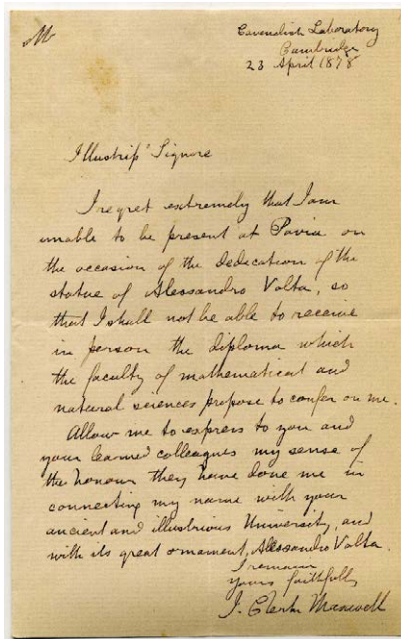 Cavendish Laboratory
Cambridge
23 April 1878
Illustriss° Signore
I regret extremely that I am
unable to be present at Pavia on
the occasion of the dedication of the
statue of Alessandro Volta, so
that I shall not be able to receive
in person the diploma which
the faculty of mathematical and
natural sciences propose to confer on me.
Allow me to express to you and
your learned colleagues my sense of
the honour they have done me in
connecting my name with your
ancient and illustrious University, and
with its great ornament, Alessandro Volta.
I remain
yours faithfully
J. Clerk Maxwell